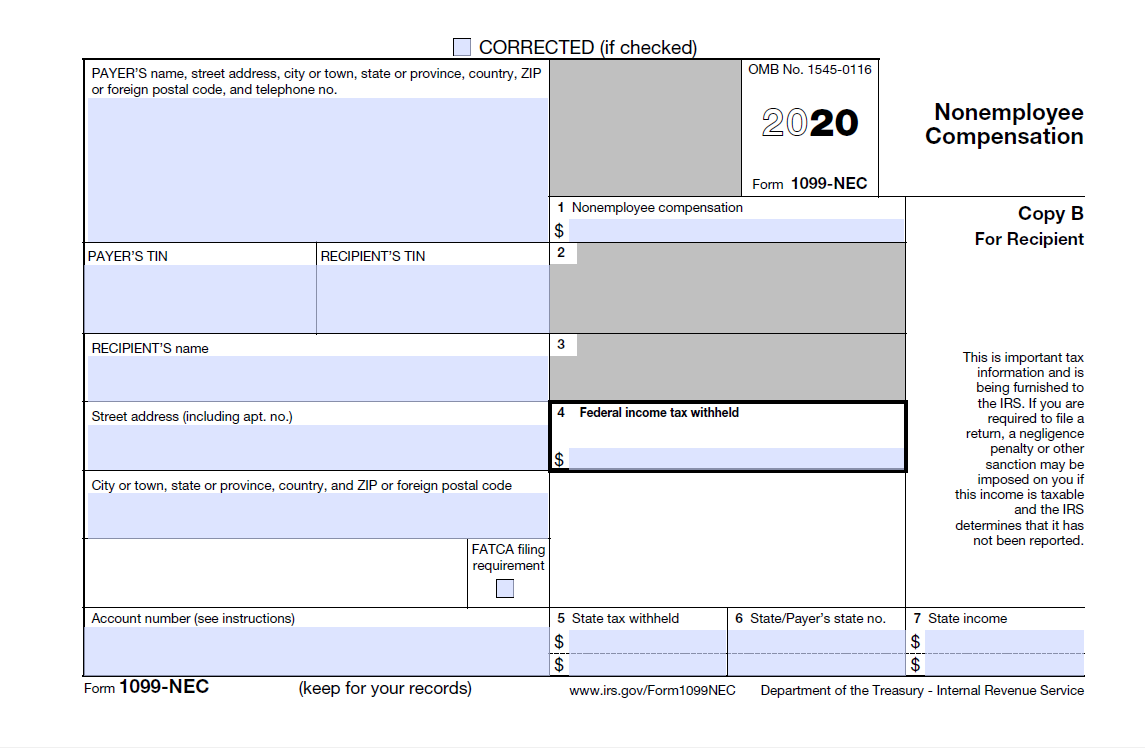 CORRECTED (if checked)
PAYER'S name, street address, city or town, state or province, country, ZIP
or foreign postal code, and telephone no.
OMB No. 1545-0116
2020
Form 1099-NEC
Nonemployee
Compensation
1 Nonemployee compensation
$
Copy B
For Recipient
PAYER'S TIN
RECIPIENT'S TIN
2
RECIPIENT'S name
3
This is important tax
information and is
being furnished to
the IRS. If you are
required to file a
return, a negligence
penalty or other
sanction may be
imposed on you if
this income is taxable
and the IRS
determines that it has
not been reported.
Street address (including apt. no.)
4 Federal income tax withheld
$
City or town, state or province, country, and ZIP or foreign postal code
FATCA filing
requirement
Account number (see instructions)
5 State tax withheld
$
$
6 State/Payer's state no.
7 State income
$
$
Form 1099-NEC
(keep for your records)
www.irs.gov/Form1099NEC
Department of the Treasury - Internal Revenue Service